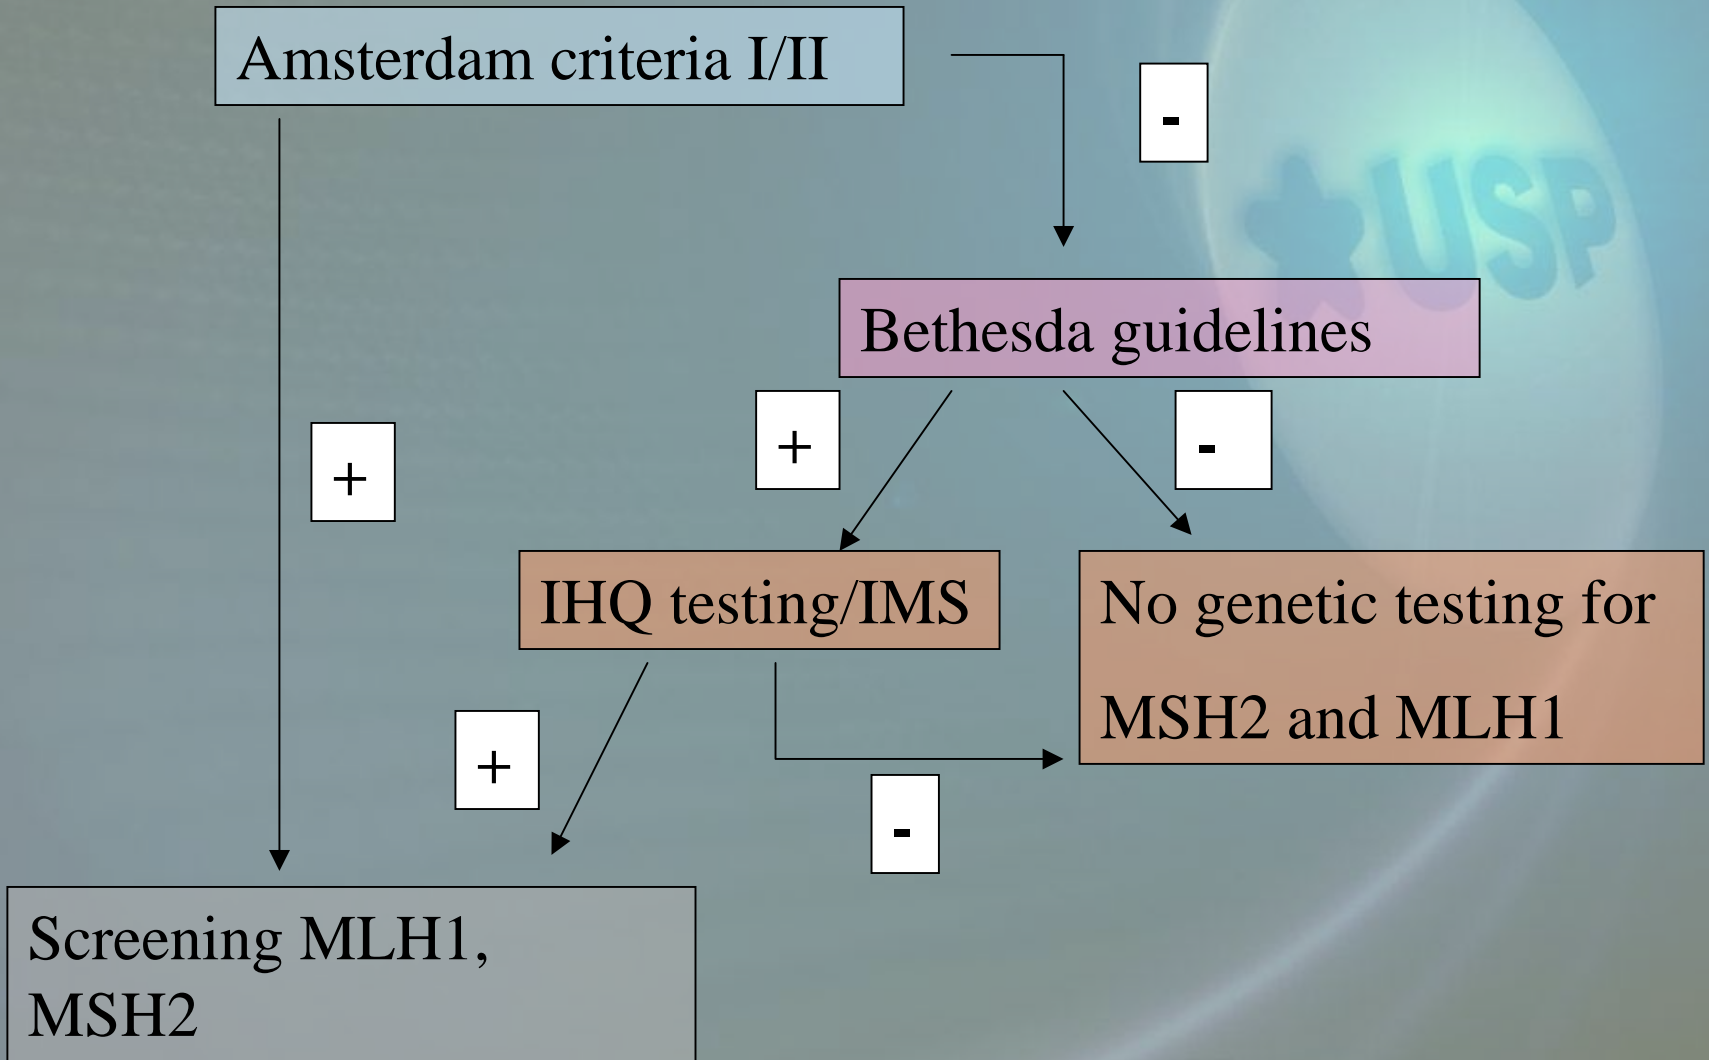 Amsterdam criteria I/II
-
USP
Bethesda guidelines
+
-
+
IHQ testing/IMS
No genetic testing for
MSH2 and MLH1
+
-
Screening MLH1,
MSH2